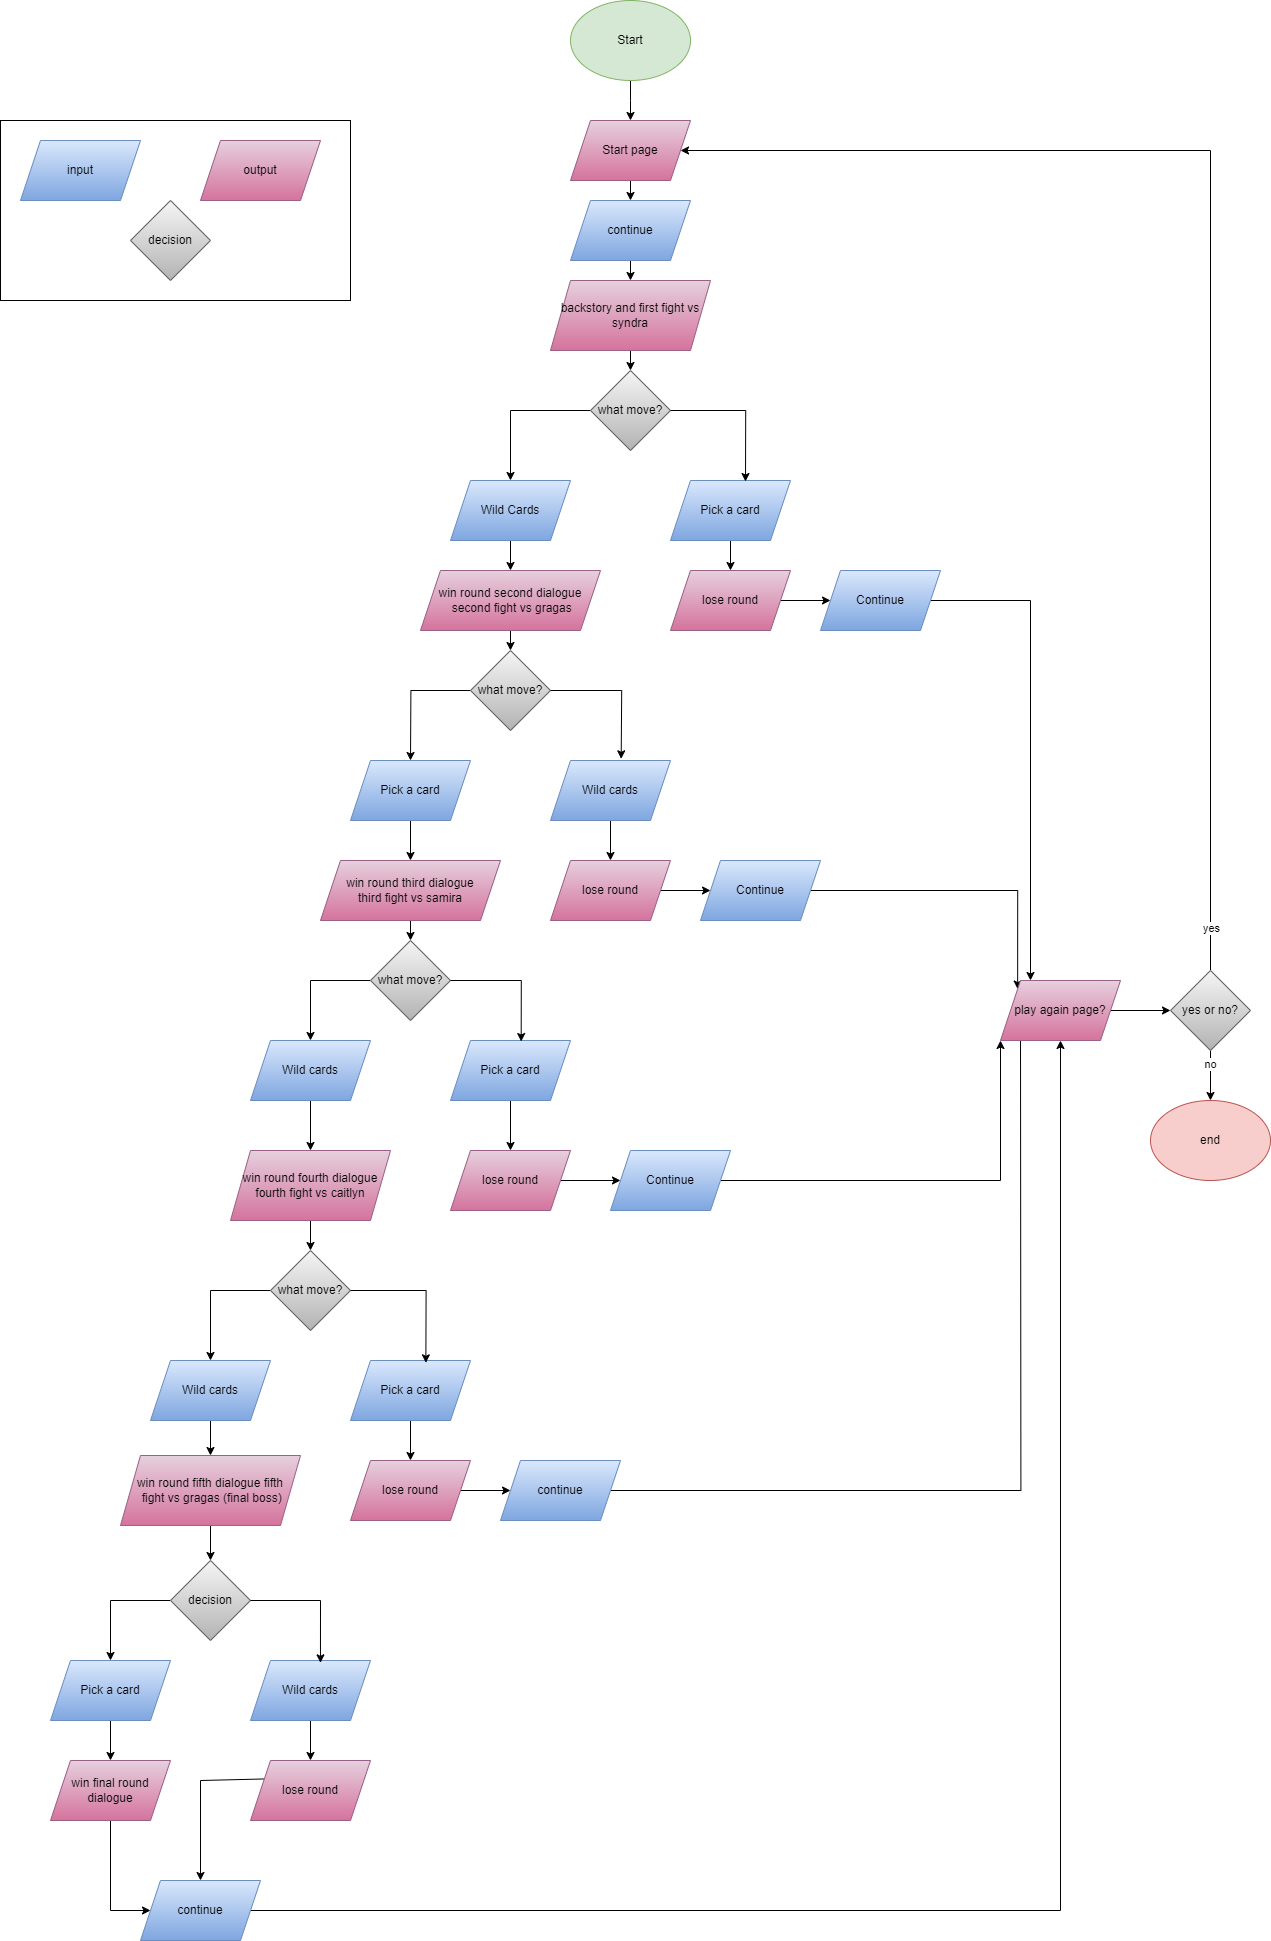 Start
input
output
decision
Start page
continue
backstory and first fight vs
syndra
what move?
Wild Cards
Pick a card
win round second dialogue
second fight vs gragas
lose round
Continue
what move?
Pick a card
Wild cards
win round third dialogue
third fight vs samira
lose round
Continue
yes
what move?
play again page?
yes or no?
no
Wild cards
Pick a card
end
win round fourth dialogue
fourth fight vs caitlyn
lose round
Continue
what move?
Wild cards
Pick a card
win round fifth dialogue fifth
fight vs gragas (final boss)
lose round
continue
decision
Pick a card
Wild cards
win final round
dialogue
lose round
continue